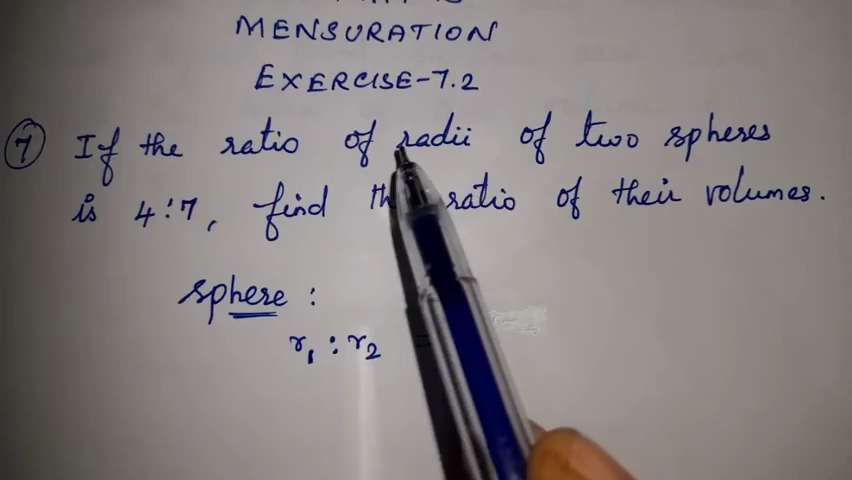 MENSURATION
EXERCISE-7.2
7 If the ratio of radii of two spheres
is 4:7, find the ratio of their volumes.
sphere :
r₁ : r₂ =